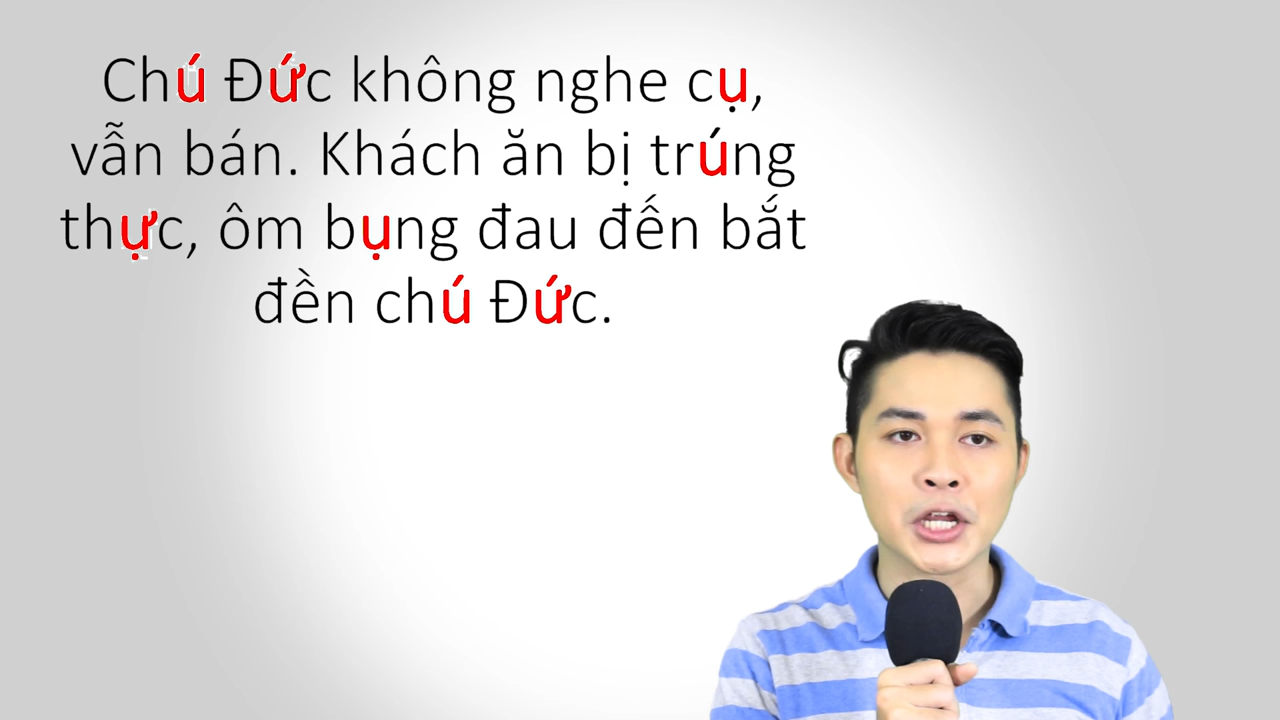 Chú Đức không nghe cụ,
vẫn bán. Khách ăn bị trúng
thực, ôm bụng đau đến bắt
đền chú Đức.